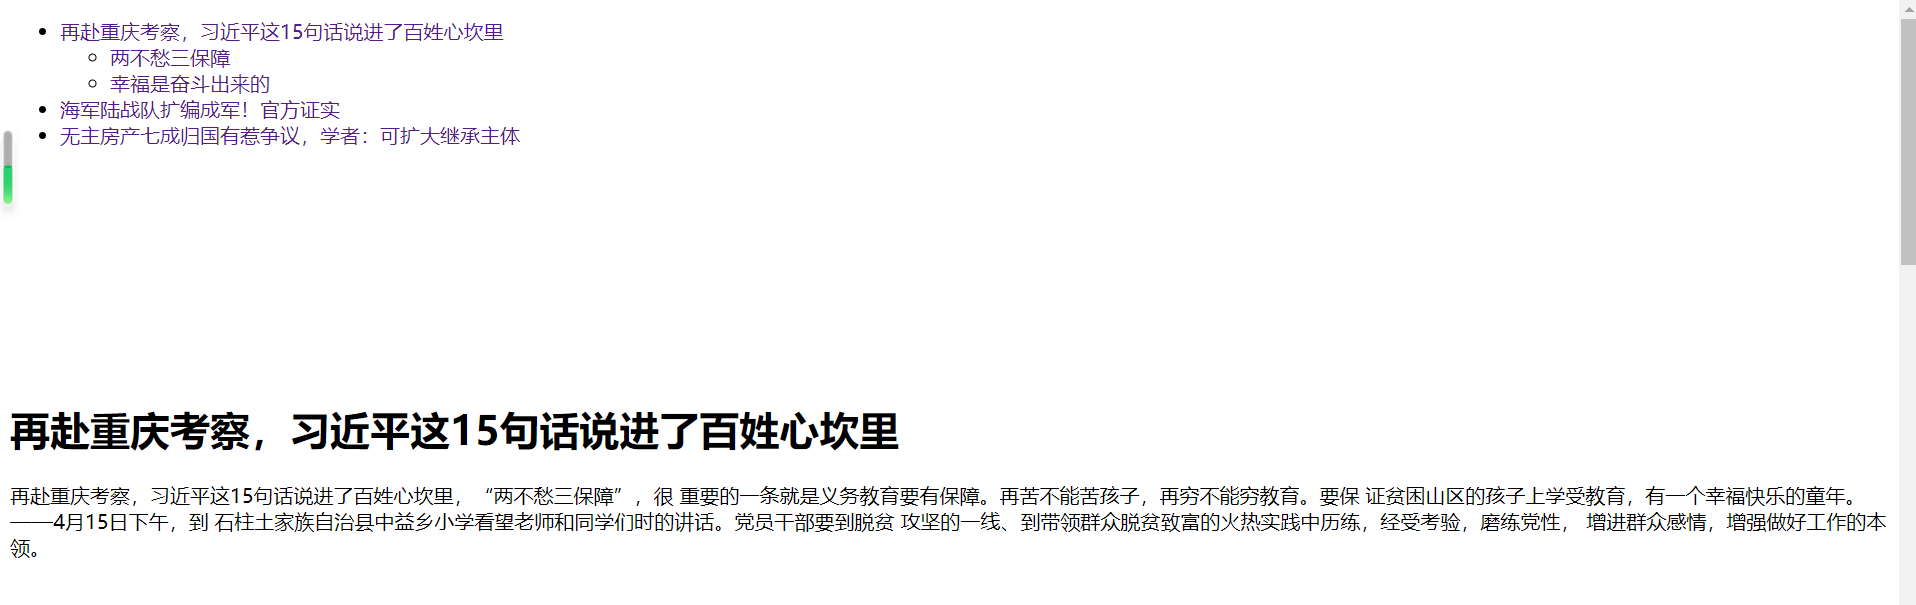 再赴重庆考察，习近平这15句话说进了百姓心坎里
两不愁三保障
幸福是奋斗出来的
海军陆战队扩编成军！官方证实
无主房产七成归国有惹争议，学者：可扩大继承主体
再赴重庆考察，习近平这15句话说进了百姓心坎里
再赴重庆考察，习近平这15句话说进了百姓心坎里，“两不愁三保障”，很 重要的一条就是义务教育要有保障。再苦不能苦孩子，再穷不能穷教育。要保 证贫困山区的孩子上学受教育，有一个幸福快乐的童年。
——4月15日下午，到 石柱土家族自治县中益乡小学看望老师和同学们时的讲话。党员干部要到脱贫 攻坚的一线、到带领群众脱贫致富的火热实践中历练，经受考验，磨练党性， 增进群众感情，增强做好工作的本
领。